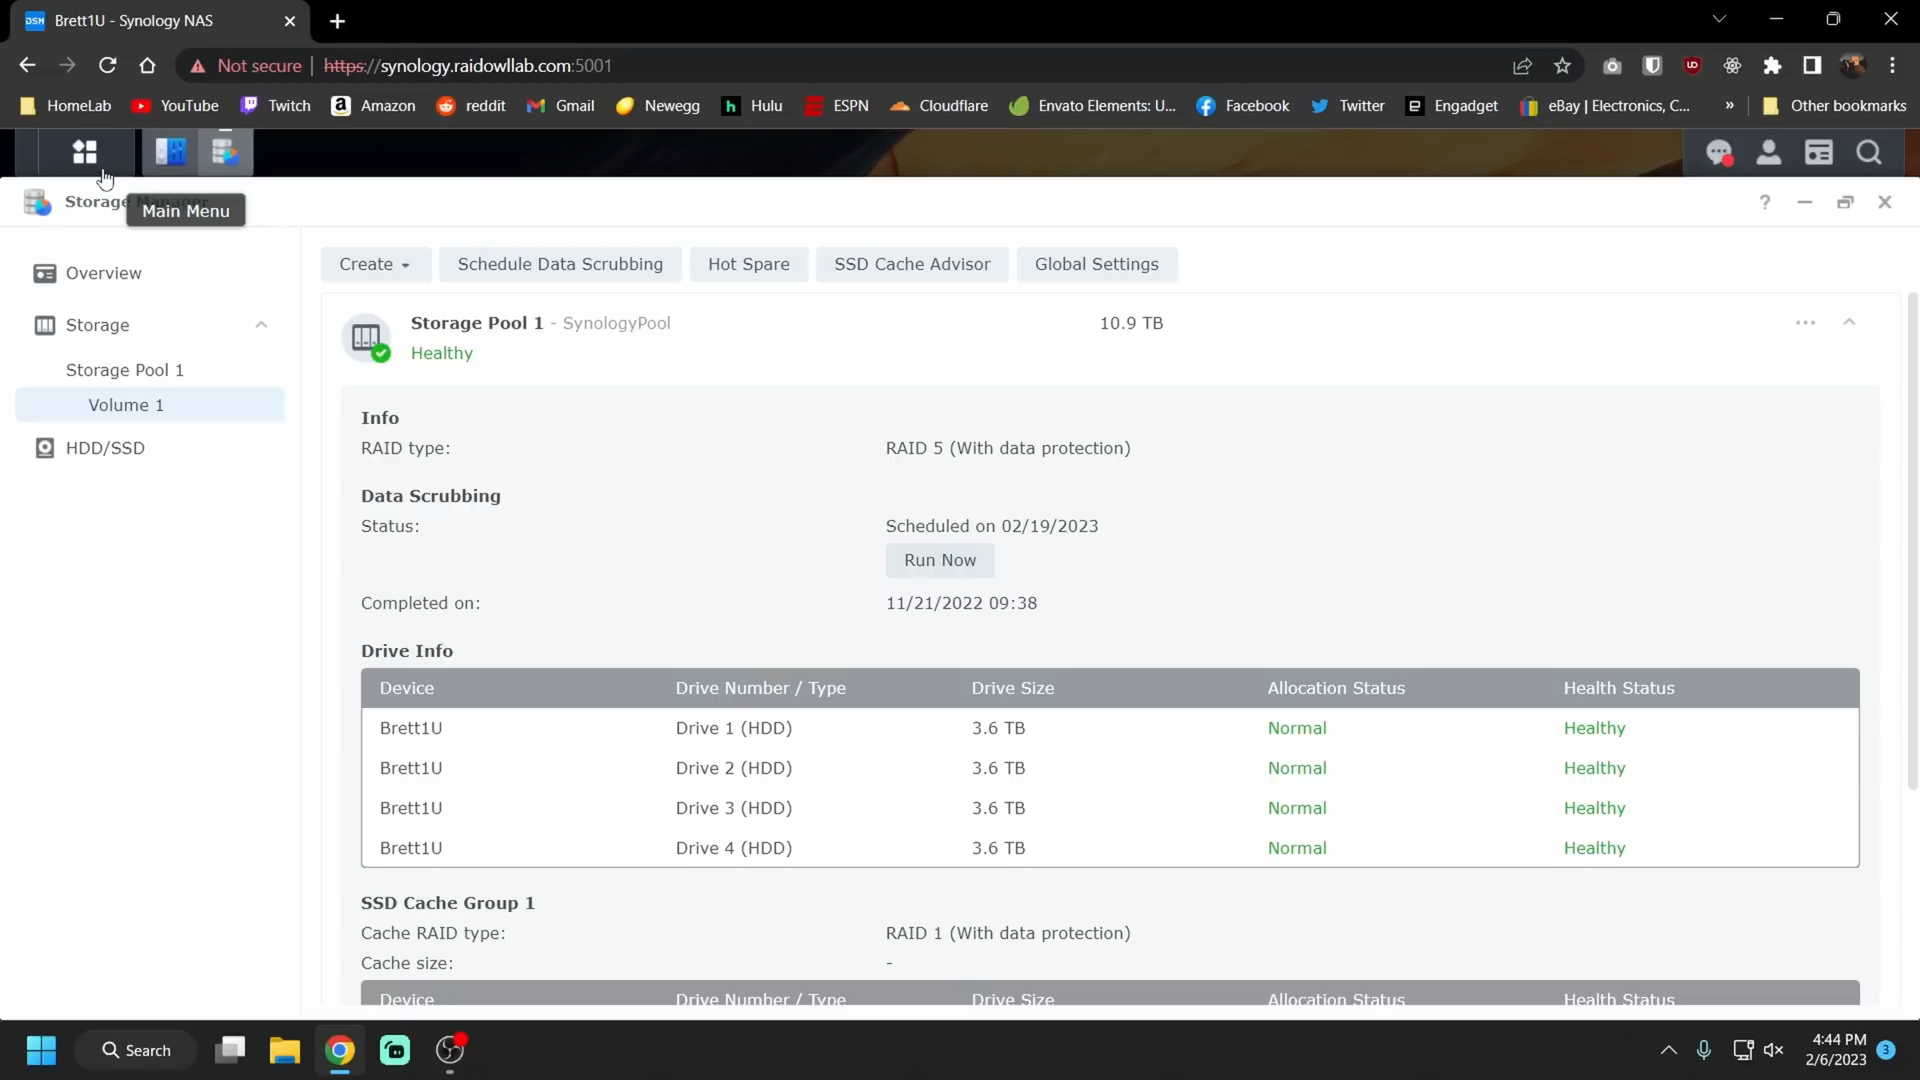 DSM Brett1U - Synology NAS
Not secure https://synology.raidowllab.com:5001
HomeLab YouTube Twitch Amazon reddit Gmail Newegg Hulu ESPN Cloudflare Envato Elements: U... Facebook Twitter Engadget eBay | Electronics, C... » Other bookmarks
Storage
Main Menu
Overview
Storage
Storage Pool 1
Volume 1
HDD/SSD
Create Schedule Data Scrubbing Hot Spare SSD Cache Advisor Global Settings
Storage Pool 1 - SynologyPool 10.9 TB
Healthy
Info
RAID type: RAID 5 (With data protection)
Data Scrubbing
Status: Scheduled on 02/19/2023
Run Now
Completed on: 11/21/2022 09:38
Drive Info
Device Drive Number / Type Drive Size Allocation Status Health Status
Brett1U Drive 1 (HDD) 3.6 TB Normal Healthy
Brett1U Drive 2 (HDD) 3.6 TB Normal Healthy
Brett1U Drive 3 (HDD) 3.6 TB Normal Healthy
Brett1U Drive 4 (HDD) 3.6 TB Normal Healthy
SSD Cache Group 1
Cache RAID type: RAID 1 (With data protection)
Cache size: -
Device Drive Number / Type Drive Size Allocation Status Health Status
Search
4:44 PM
2/6/2023 3